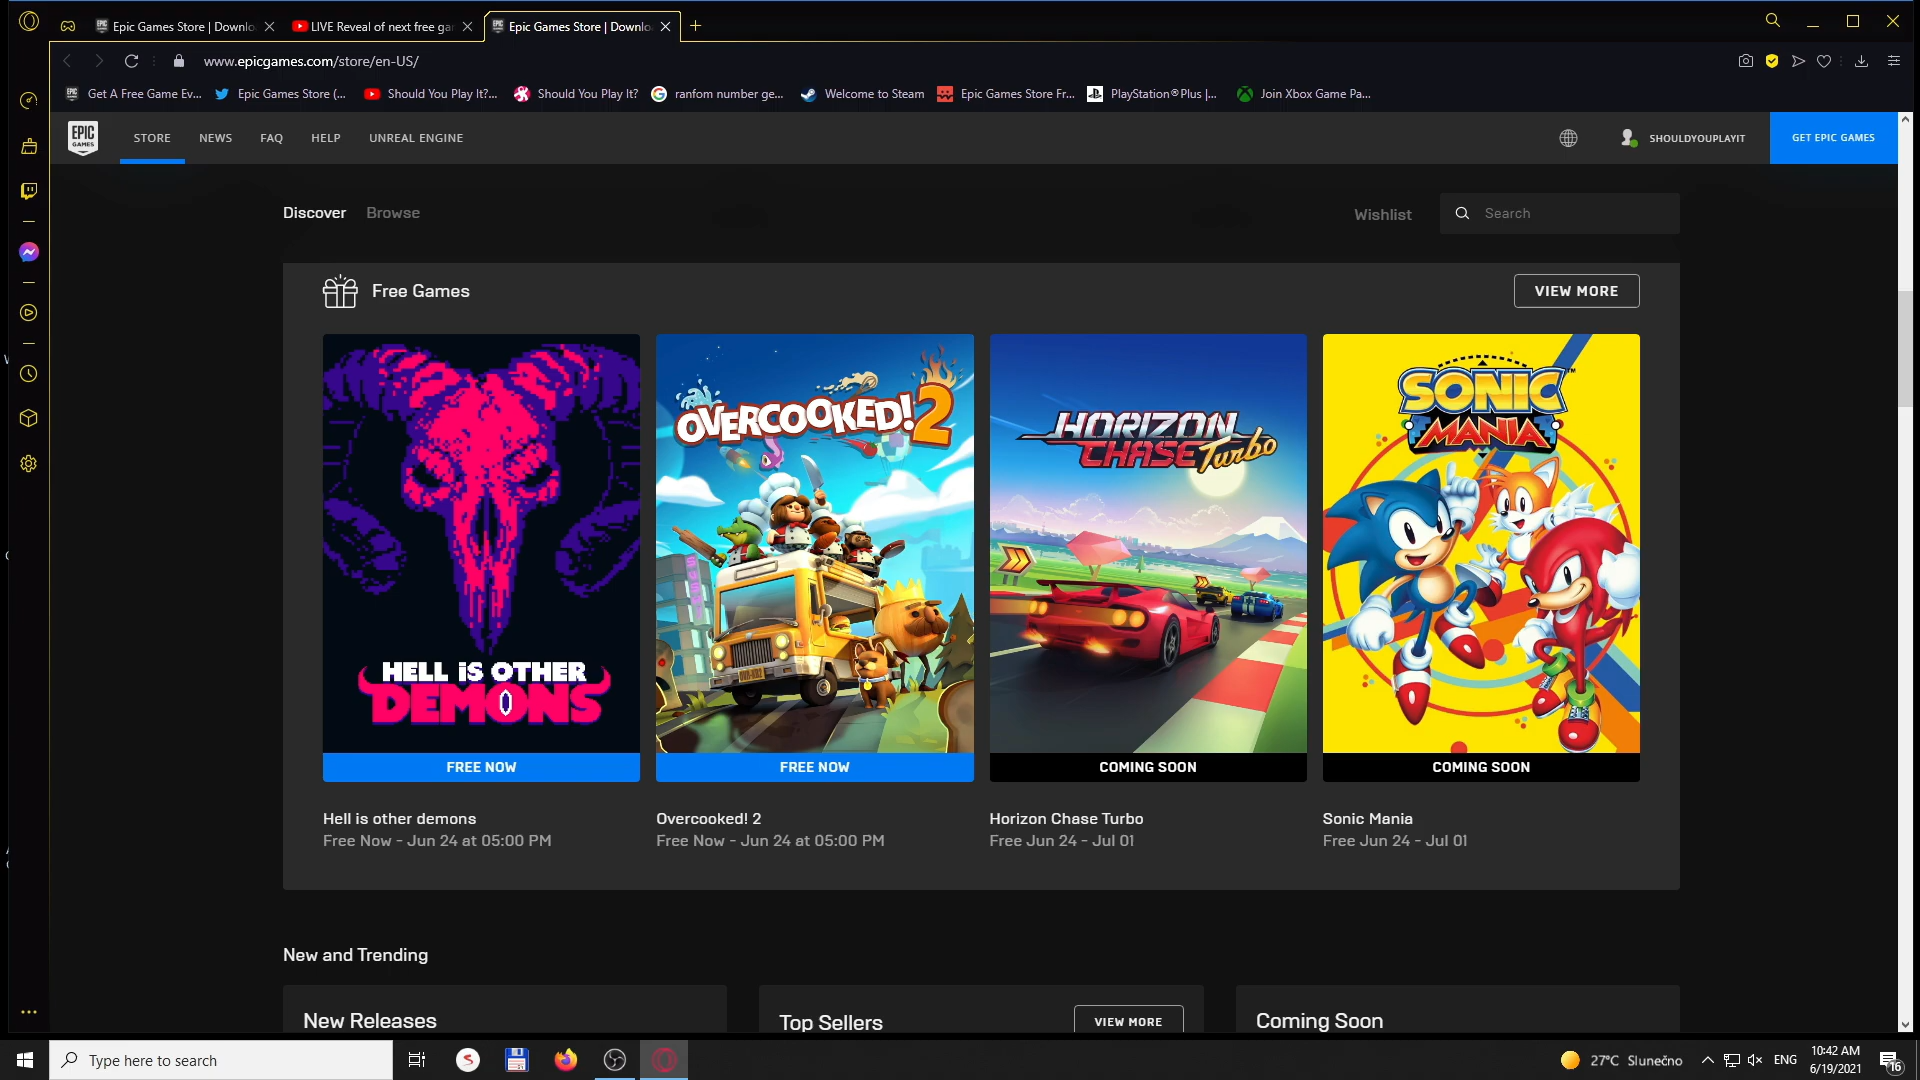 Epic Games Store | Downlo
LIVE Reveal of next free gar
Epic Games Store | Downlo
www.epicgames.com/store/en-US/
Get A Free Game Ev...
Epic Games Store (...
Should You Play It?...
Should You Play It?
ranfom number ge...
Welcome to Steam
Epic Games Store Fr...
PlayStation®Plus |...
Join Xbox Game Pa...
EPIC
GAMES
STORE
NEWS
FAQ
HELP
UNREAL ENGINE
SHOULDYOUPLAYIT
GET EPIC GAMES
Discover
Browse
Wishlist
Search
Free Games
VIEW MORE
HELL iS OTHER
DEMONS
OVERCOOKED! 2
HORIZON
CHASE Turbo
SONIC
MANIA
TM
FREE NOW
FREE NOW
COMING SOON
COMING SOON
Hell is other demons
Free Now - Jun 24 at 05:00 PM
Overcooked! 2
Free Now - Jun 24 at 05:00 PM
Horizon Chase Turbo
Free Jun 24 - Jul 01
Sonic Mania
Free Jun 24 - Jul 01
New and Trending
New Releases
Top Sellers
VIEW MORE
Coming Soon
Type here to search
27°C Slunečno
ENG
10:42 AM
6/19/2021
16